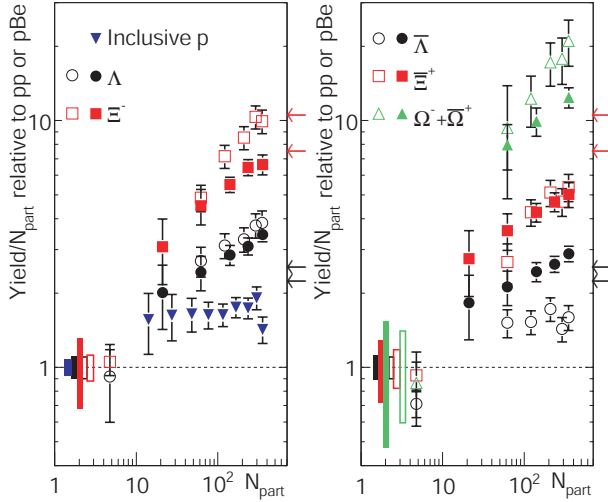 Yield/N_part relative to pp or pBe
10
1
Inclusive p
Λ
Ξ⁻
1 10 10² N_part
Yield/N_part relative to pp or pBe
10
1
Λ̅
Ξ̅⁺
Ω⁻+Ω̅⁺
1 10 10² N_part